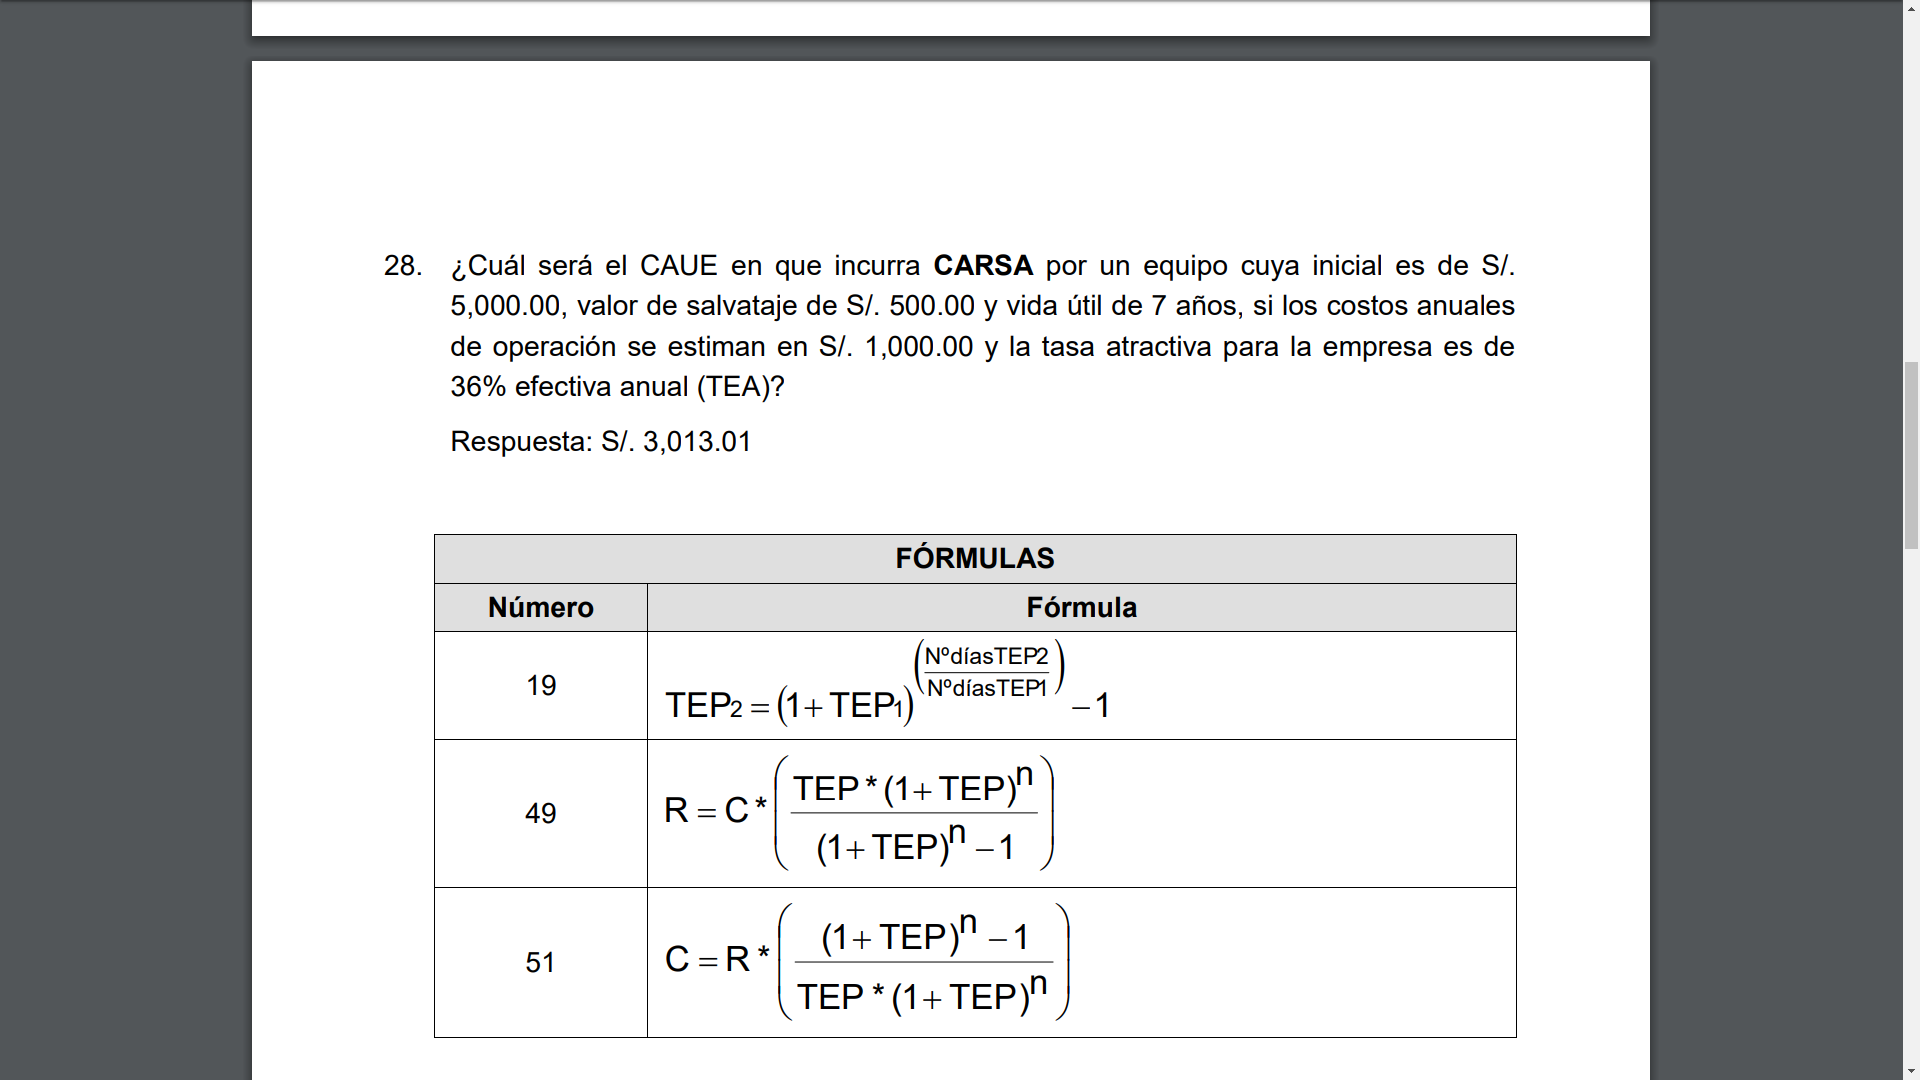 28. ¿Cuál será el CAUE en que incurra CARSA por un equipo cuya inicial es de S/.
5,000.00, valor de salvataje de S/. 500.00 y vida útil de 7 años, si los costos anuales
de operación se estiman en S/. 1,000.00 y la tasa atractiva para la empresa es de
36% efectiva anual (TEA)?
Respuesta: S/. 3,013.01
FÓRMULAS
Número Fórmula
19 TEP2 = (1+ TEP1)^(NºdíasTEP2 / NºdíasTEP1) − 1
49 R = C * ( TEP * (1+ TEP)^n / (1+ TEP)^n − 1 )
51 C = R * ( (1+ TEP)^n − 1 / TEP * (1+ TEP)^n )